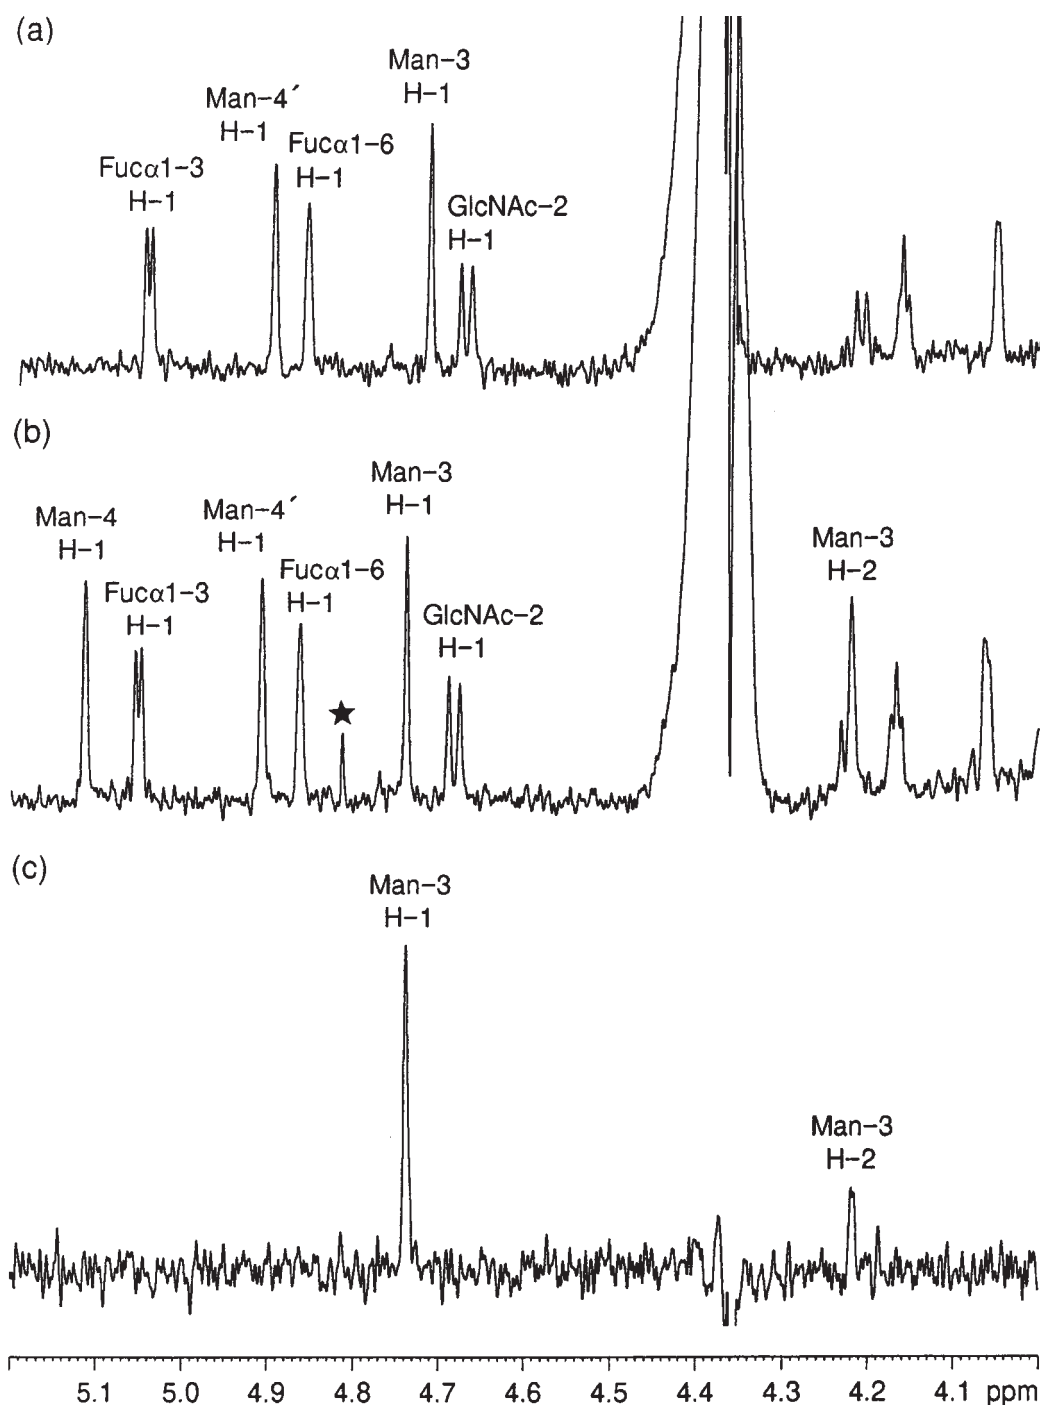 (a)
Man-3
H-1
Man-4´
H-1
Fucα1-6
H-1
Fucα1-3
H-1
GlcNAc-2
H-1
(b)
Man-3
H-1
Man-4
H-1
Man-4´
H-1
Man-3
H-2
Fucα1-3
H-1
Fucα1-6
H-1
GlcNAc-2
H-1
★
(c)
Man-3
H-1
Man-3
H-2
5.1 5.0 4.9 4.8 4.7 4.6 4.5 4.4 4.3 4.2 4.1 ppm